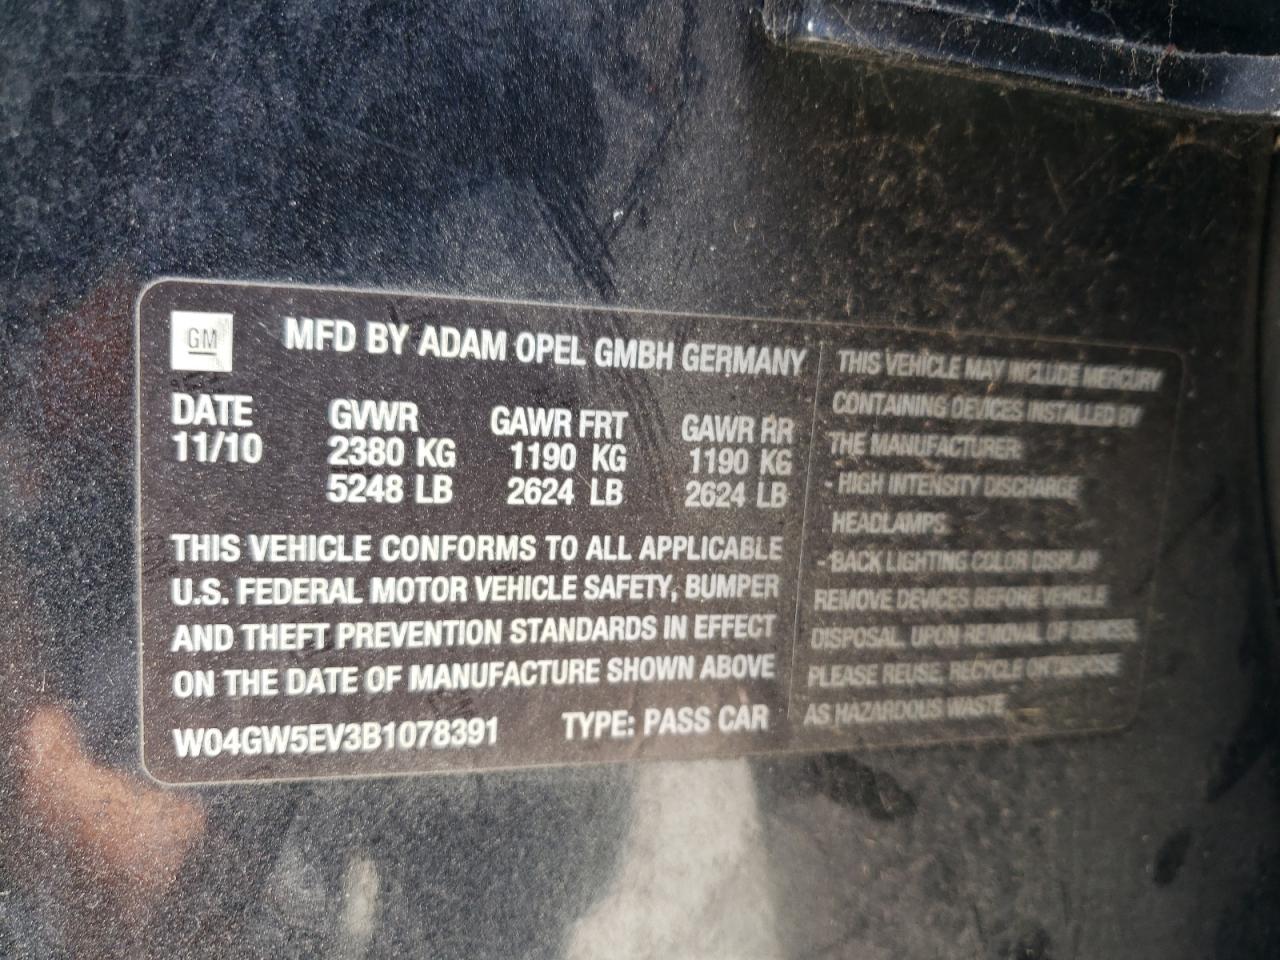 GM
MFD BY ADAM OPEL GMBH GERMANY
DATE GVWR GAWR FRT GAWR RR
11/10 2380 KG 1190 KG 1190 KG
5248 LB 2624 LB 2624 LB
THIS VEHICLE CONFORMS TO ALL APPLICABLE
U.S. FEDERAL MOTOR VEHICLE SAFETY, BUMPER
AND THEFT PREVENTION STANDARDS IN EFFECT
ON THE DATE OF MANUFACTURE SHOWN ABOVE
W04GW5EV3B1078391 TYPE: PASS CAR
THIS VEHICLE MAY INCLUDE MERCURY
CONTAINING DEVICES INSTALLED BY
THE MANUFACTURER:
- HIGH INTENSITY DISCHARGE
HEADLAMPS
- BACK LIGHTING COLOR DISPLAY
REMOVE DEVICES BEFORE VEHICLE
DISPOSAL. UPON REMOVAL OF DEVICES,
PLEASE REUSE, RECYCLE OR DISPOSE
AS HAZARDOUS WASTE